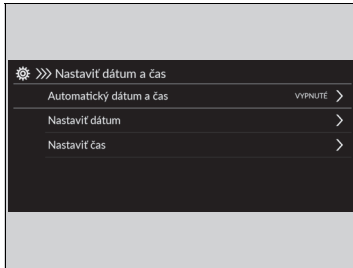 Nastaviť dátum a čas
Automatický dátum a čas VYPNUTÉ
Nastaviť dátum
Nastaviť čas